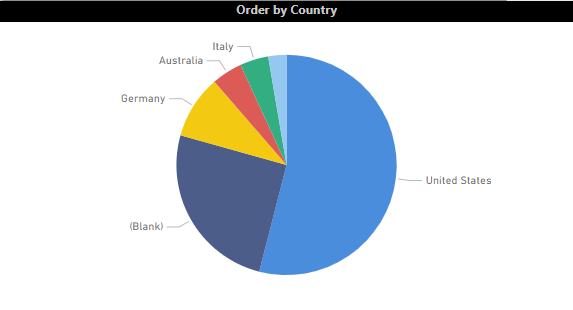 Order by Country
Italy
Australia
Germany
United States
(Blank)